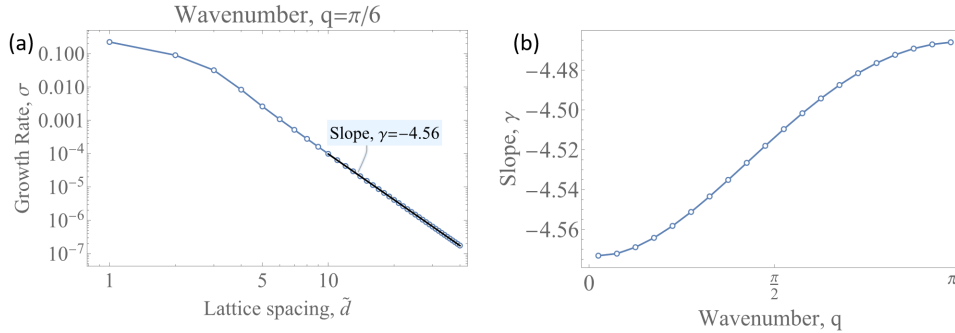 Wavenumber, q=π/6
(a)
Growth Rate, σ
0.100
0.010
0.001
10⁻⁴
10⁻⁵
10⁻⁶
10⁻⁷
Slope, γ=−4.56
1
5
10
Lattice spacing, d̃
(b)
Slope, γ
−4.48
−4.50
−4.52
−4.54
−4.56
0
π/2
π
Wavenumber, q